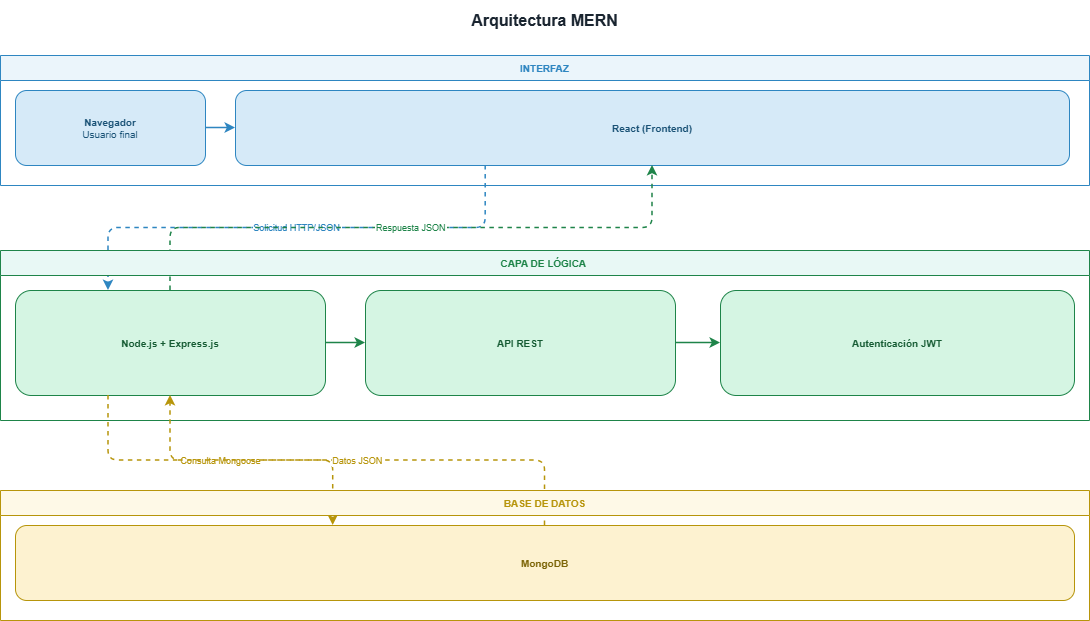 Arquitectura MERN
INTERFAZ
Navegador
Usuario final
React (Frontend)
Solicitud HTTP/JSON
Respuesta JSON
CAPA DE LÓGICA
Node.js + Express.js
API REST
Autenticación JWT
Consulta Mongoose
Datos JSON
BASE DE DATOS
MongoDB